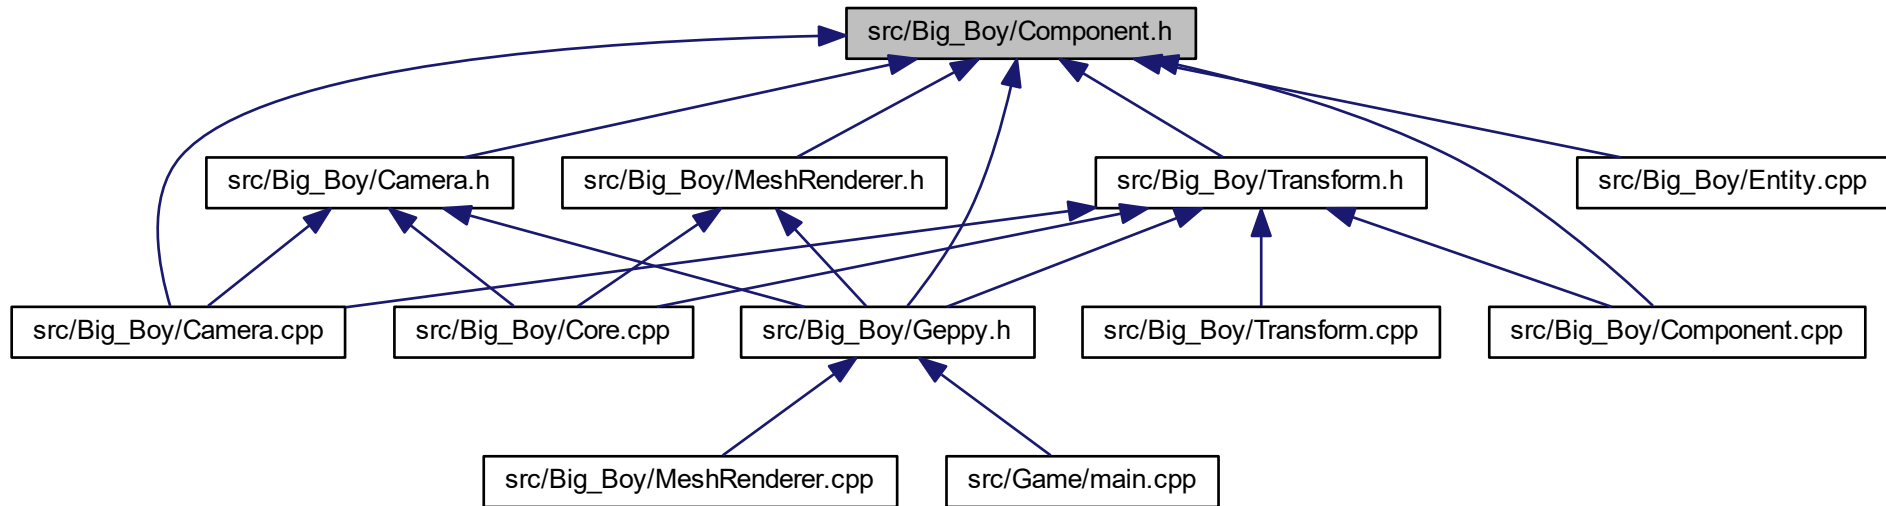 src/Big_Boy/Component.h
src/Big_Boy/Camera.h
src/Big_Boy/MeshRenderer.h
src/Big_Boy/Transform.h
src/Big_Boy/Entity.cpp
src/Big_Boy/Camera.cpp
src/Big_Boy/Core.cpp
src/Big_Boy/Geppy.h
src/Big_Boy/Transform.cpp
src/Big_Boy/Component.cpp
src/Big_Boy/MeshRenderer.cpp
src/Game/main.cpp